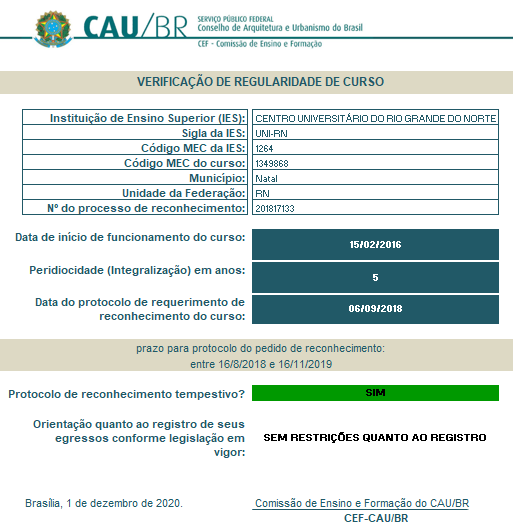 CAU/BR
SERVIÇO PÚBLICO FEDERAL
Conselho de Arquitetura e Urbanismo do Brasil
CEF - Comissão de Ensino e Formação
VERIFICAÇÃO DE REGULARIDADE DE CURSO
Instituição de Ensino Superior (IES): CENTRO UNIVERSITÁRIO DO RIO GRANDE DO NORTE
Sigla da IES: UNI-RN
Código MEC da IES: 1264
Código MEC do curso: 1349868
Município: Natal
Unidade da Federação: RN
Nº do processo de reconhecimento: 201817133
Data de início de funcionamento do curso: 15/02/2016
Peridiocidade (Integralização) em anos: 5
Data do protocolo de requerimento de
reconhecimento do curso: 06/09/2018
prazo para protocolo do pedido de reconhecimento:
entre 16/8/2018 e 16/11/2019
Protocolo de reconhecimento tempestivo? SIM
Orientação quanto ao registro de seus
egressos conforme legislação em
vigor: SEM RESTRIÇÕES QUANTO AO REGISTRO
Brasília, 1 de dezembro de 2020.
Comissão de Ensino e Formação do CAU/BR
CEF-CAU/BR